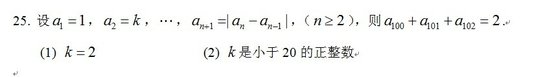 25. 设 a₁ = 1，a₂ = k，⋯，aₙ₊₁ = |aₙ − aₙ₋₁|，（n ≥ 2），则 a₁₀₀ + a₁₀₁ + a₁₀₂ = 2.
(1) k = 2 (2) k 是小于 20 的正整数